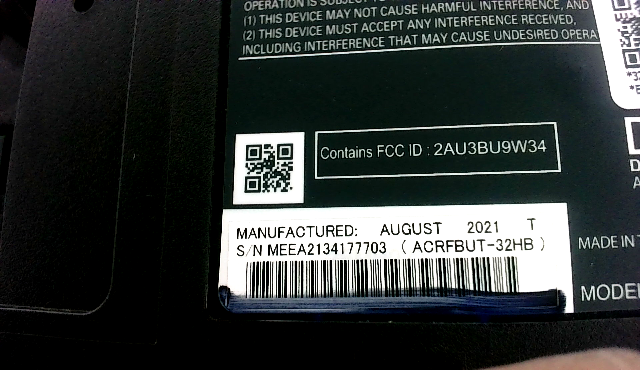 OPERATION IS SUBJECT
(1) THIS DEVICE MAY NOT CAUSE HARMFUL INTERFERENCE, AND
(2) THIS DEVICE MUST ACCEPT ANY INTERFERENCE RECEIVED,
INCLUDING INTERFERENCE THAT MAY CAUSE UNDESIRED OPERA
Contains FCC ID : 2AU3BU9W34
MANUFACTURED: AUGUST 2021 T
S/N MEEA2134177703 ( ACRFBUT-32HB )
MADE IN
MODE